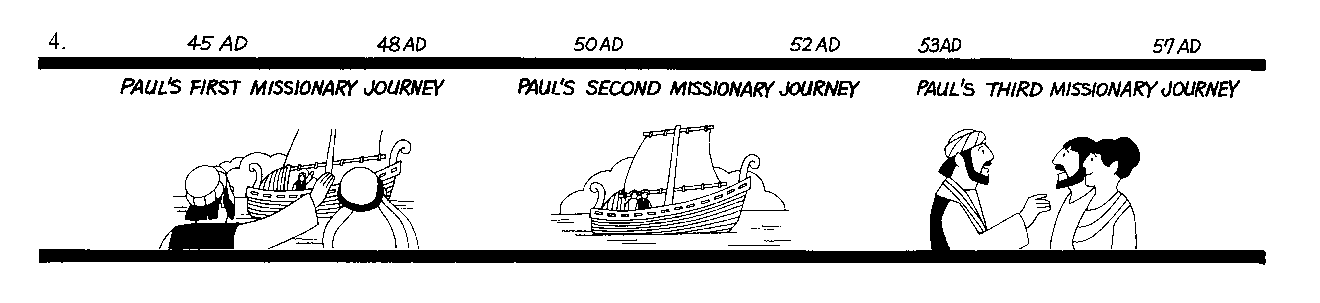 4. 45 AD 48 AD 50 AD 52 AD 53AD 57 AD
PAUL'S FIRST MISSIONARY JOURNEY PAUL'S SECOND MISSIONARY JOURNEY PAUL'S THIRD MISSIONARY JOURNEY